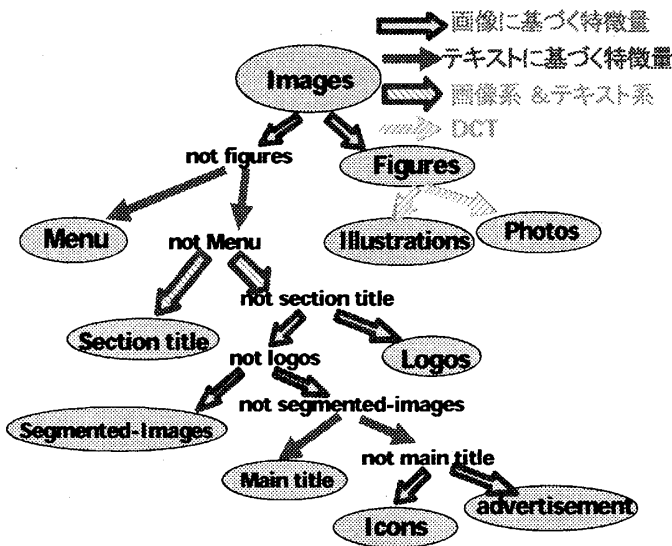 画像に基づく特徴量
テキストに基づく特徴量
画像系 &テキスト系
DCT
Images
not figures
Figures
Menu
not Menu
Illustrations
Photos
not section title
Section title
not logos
Logos
not segmented-images
Segmented-Images
Main title
not main title
Icons
advertisement